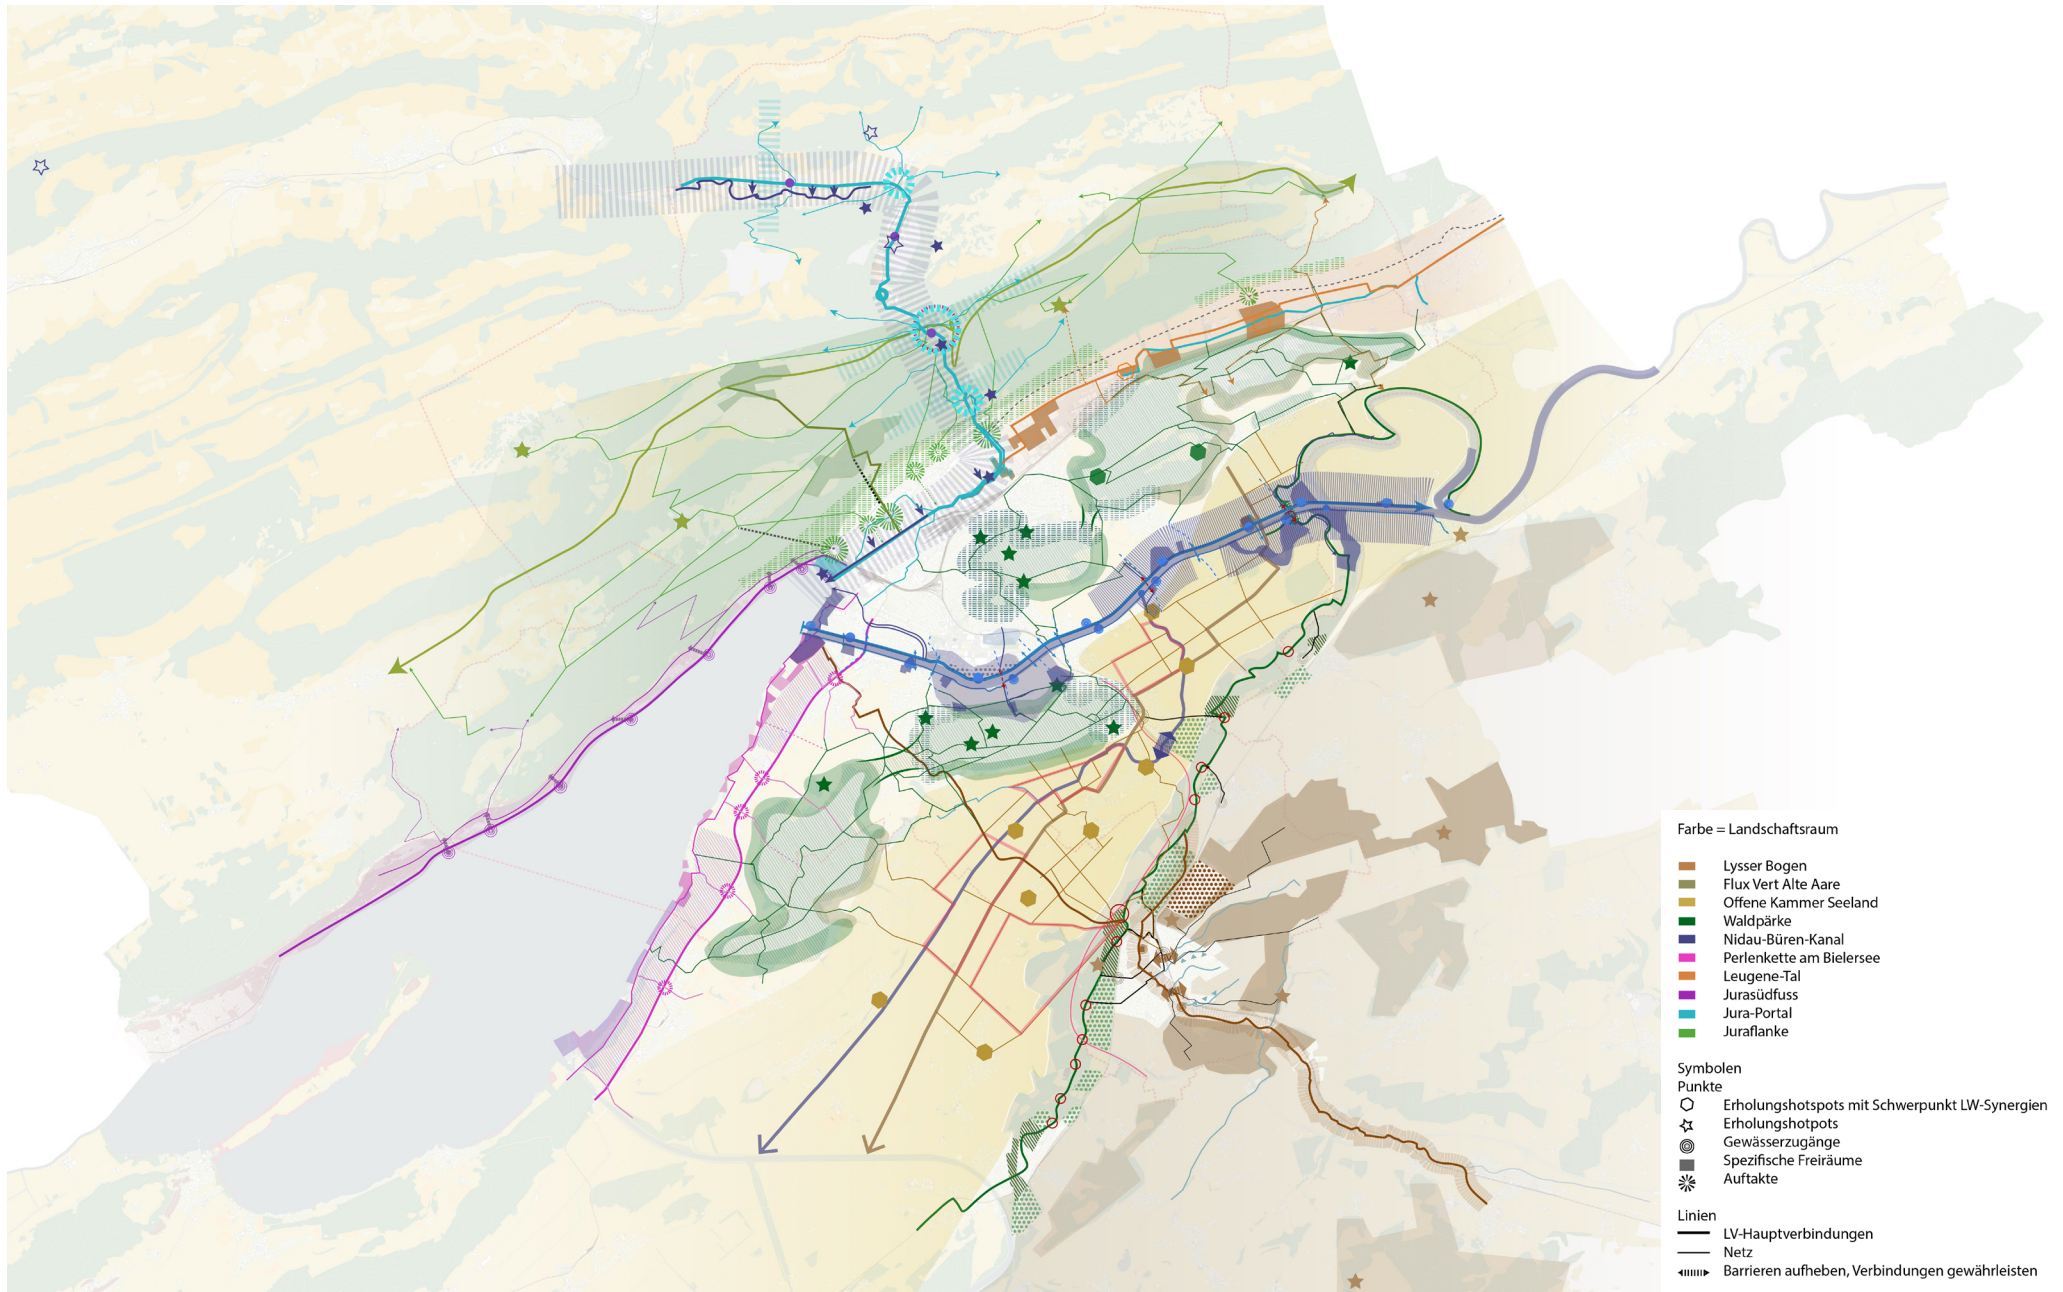 Farbe = Landschaftsraum
Lysser Bogen
Flux Vert Alte Aare
Offene Kammer Seeland
Waldpärke
Nidau-Büren-Kanal
Perlenkette am Bielersee
Leugene-Tal
Jurasüdfuss
Jura-Portal
Juraflanke
Symbolen
Punkte
Erholungshotspots mit Schwerpunkt LW-Synergien
Erholungshotpots
Gewässerzugänge
Spezifische Freiräume
Auftakte
Linien
LV-Hauptverbindungen
Netz
Barrieren aufheben, Verbindungen gewährleisten